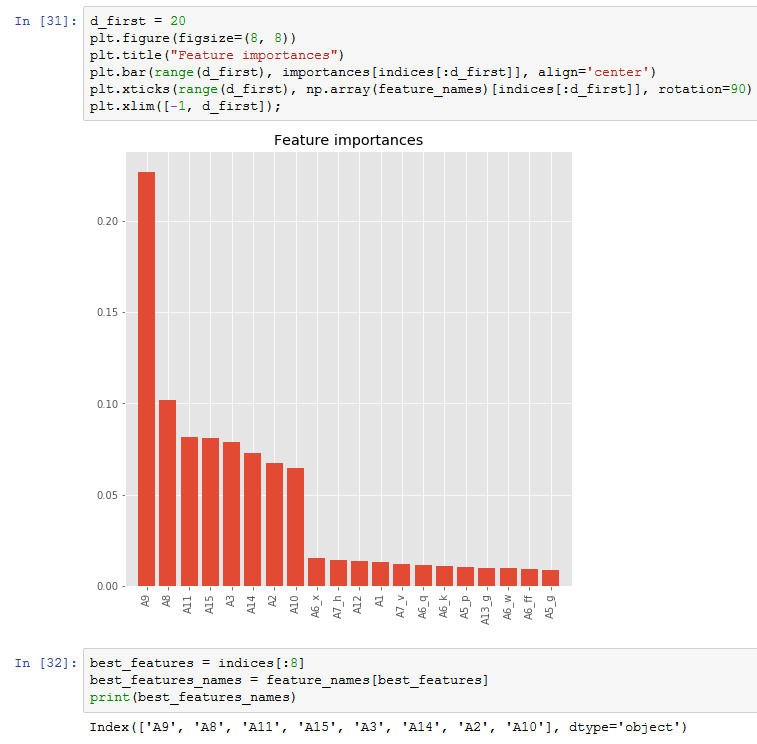 In [31]: d_first = 20
plt.figure(figsize=(8, 8))
plt.title("Feature importances")
plt.bar(range(d_first), importances[indices[:d_first]], align='center')
plt.xticks(range(d_first), np.array(feature_names)[indices[:d_first]], rotation=90)
plt.xlim([-1, d_first]);
Feature importances
0.20
0.15
0.10
0.05
0.00
A9 A8 A11 A15 A3 A14 A2 A10 A6_x A7_h A12 A1 A7_v A6_q A6_k A5_p A13_g A6_w A6_ff A5_g
In [32]: best_features = indices[:8]
best_features_names = feature_names[best_features]
print(best_features_names)
Index(['A9', 'A8', 'A11', 'A15', 'A3', 'A14', 'A2', 'A10'], dtype='object')